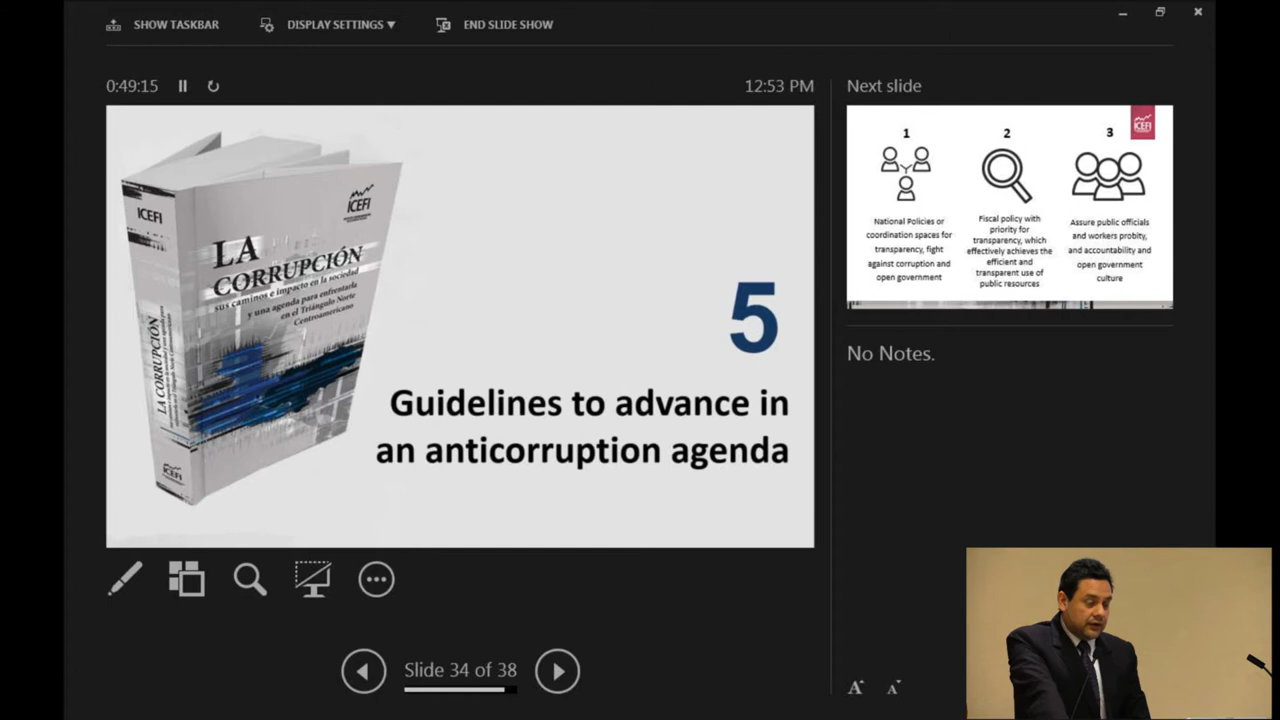 SHOW TASKBAR
DISPLAY SETTINGS ▼
END SLIDE SHOW
0:49:15
12:53 PM
Next slide
ICEFI
LA CORRUPCIÓN
ICEFI
LA
CORRUPCIÓN
sus caminos e impacto en la sociedad
y una agenda para enfrentarla
en el Triángulo Norte
Centroamericano
ICEFI
5
Guidelines to advance in
an anticorruption agenda
ICEFI
1
National Policies or
coordination spaces for
transparency, fight
against corruption and
open government
2
Fiscal policy with
priority for
transparency, which
effectively achieves the
efficient and
transparent use of
public resources
3
Assure public officials
and workers probity,
and accountability and
open government
culture
No Notes.
Slide 34 of 38
A
A